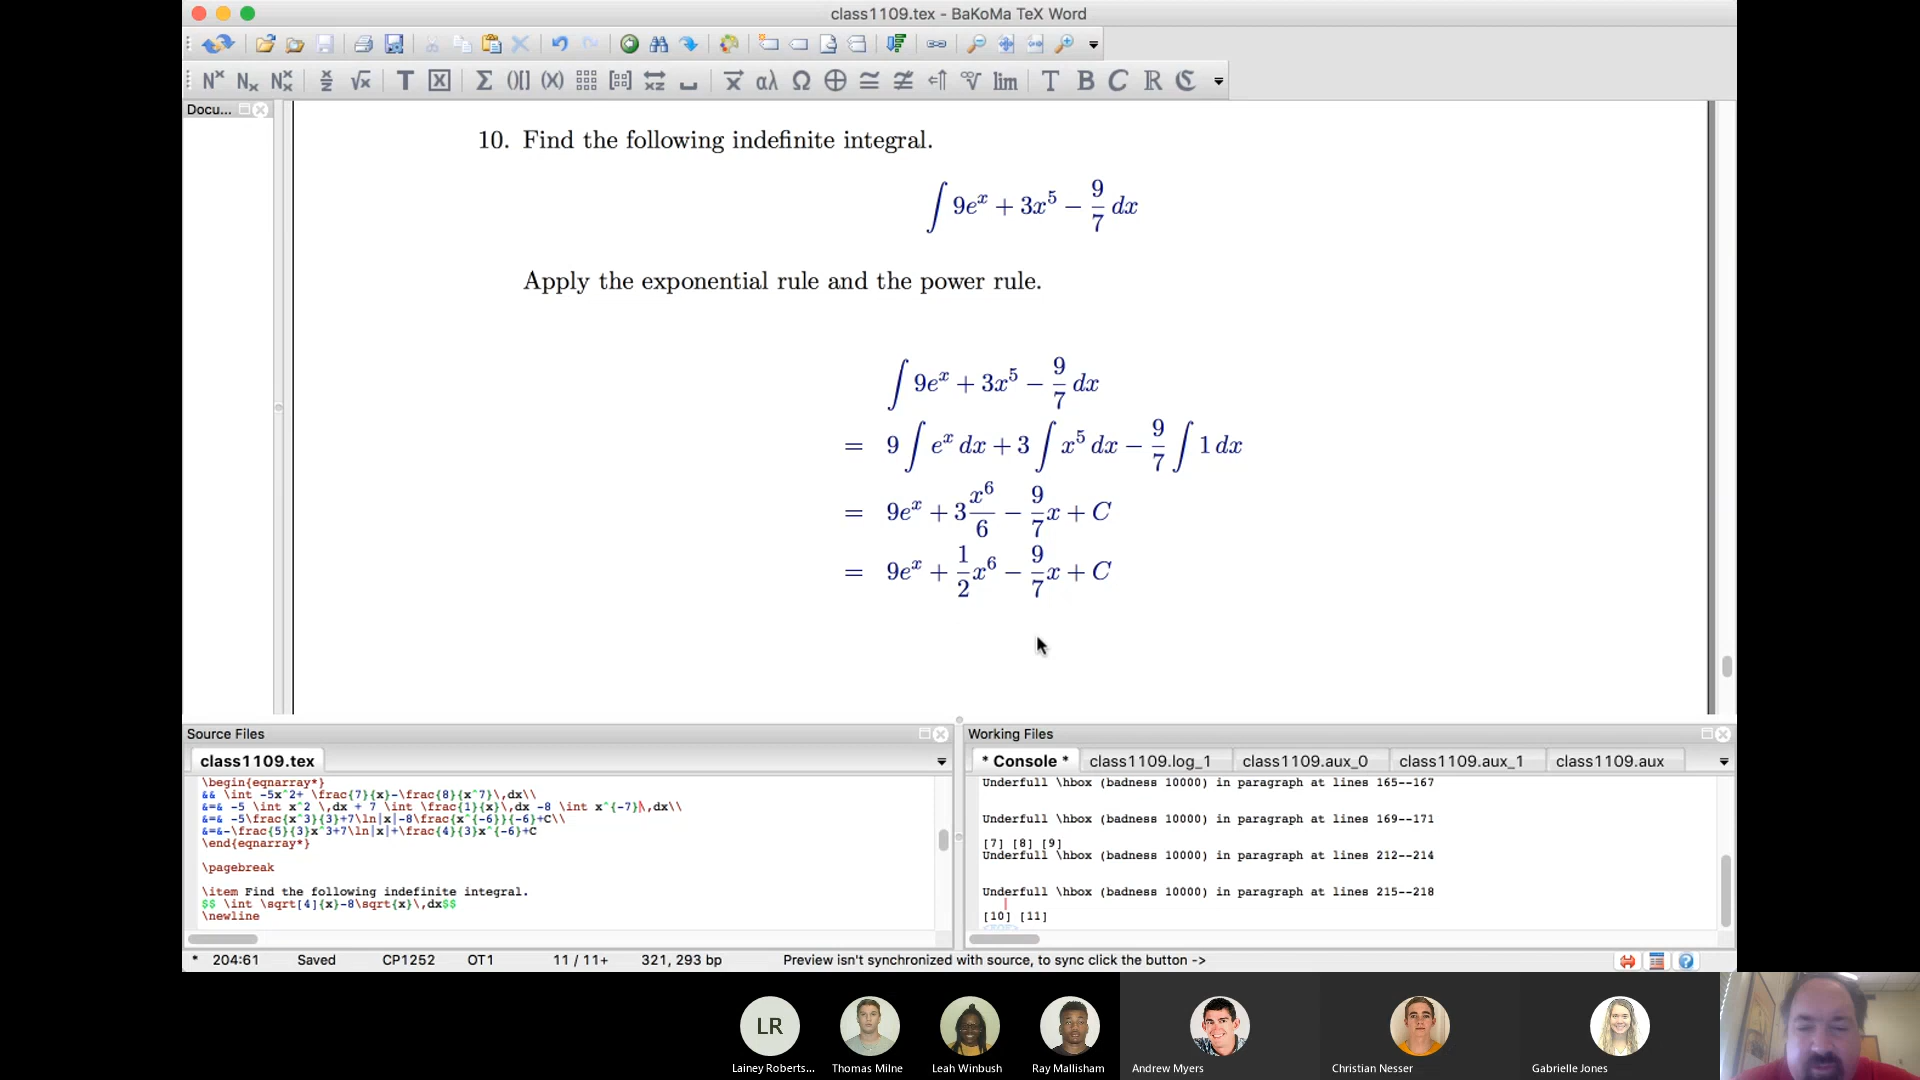 class1109.tex - BaKoMa TeX Word
Docu...
10. Find the following indefinite integral.
∫ 9e^x + 3x^5 − 9/7 dx
Apply the exponential rule and the power rule.
∫ 9e^x + 3x^5 − 9/7 dx
= 9 ∫ e^x dx + 3 ∫ x^5 dx − 9/7 ∫ 1 dx
= 9e^x + 3 x^6/6 − 9/7 x + C
= 9e^x + 1/2 x^6 − 9/7 x + C
Source Files
class1109.tex
\begin{eqnarray*}
&& \int -5x^2+ \frac{7}{x}-\frac{8}{x^7}\,dx\\
&=& -5 \int x^2 \,dx + 7 \int \frac{1}{x}\,dx -8 \int x^{-7}\,dx\\
&=& -5\frac{x^3}{3}+7\ln|x|-8\frac{x^{-6}}{-6}+C\\
&=&-\frac{5}{3}x^3+7\ln|x|+\frac{4}{3}x^{-6}+C
\end{eqnarray*}
\pagebreak
\item Find the following indefinite integral.
$$ \int \sqrt[4]{x}-8\sqrt{x}\,dx$$
\newline
Working Files
* Console * class1109.log_1 class1109.aux_0 class1109.aux_1 class1109.aux
Underfull \hbox (badness 10000) in paragraph at lines 165--167
Underfull \hbox (badness 10000) in paragraph at lines 169--171
[7] [8] [9]
Underfull \hbox (badness 10000) in paragraph at lines 212--214
Underfull \hbox (badness 10000) in paragraph at lines 215--218
[10] [11]
* 204:61 Saved CP1252 OT1 11 / 11+ 321, 293 bp Preview isn't synchronized with source, to sync click the button ->
LR
Lainey Roberts... Thomas Milne Leah Winbush Ray Mallisham Andrew Myers Christian Nesser Gabrielle Jones